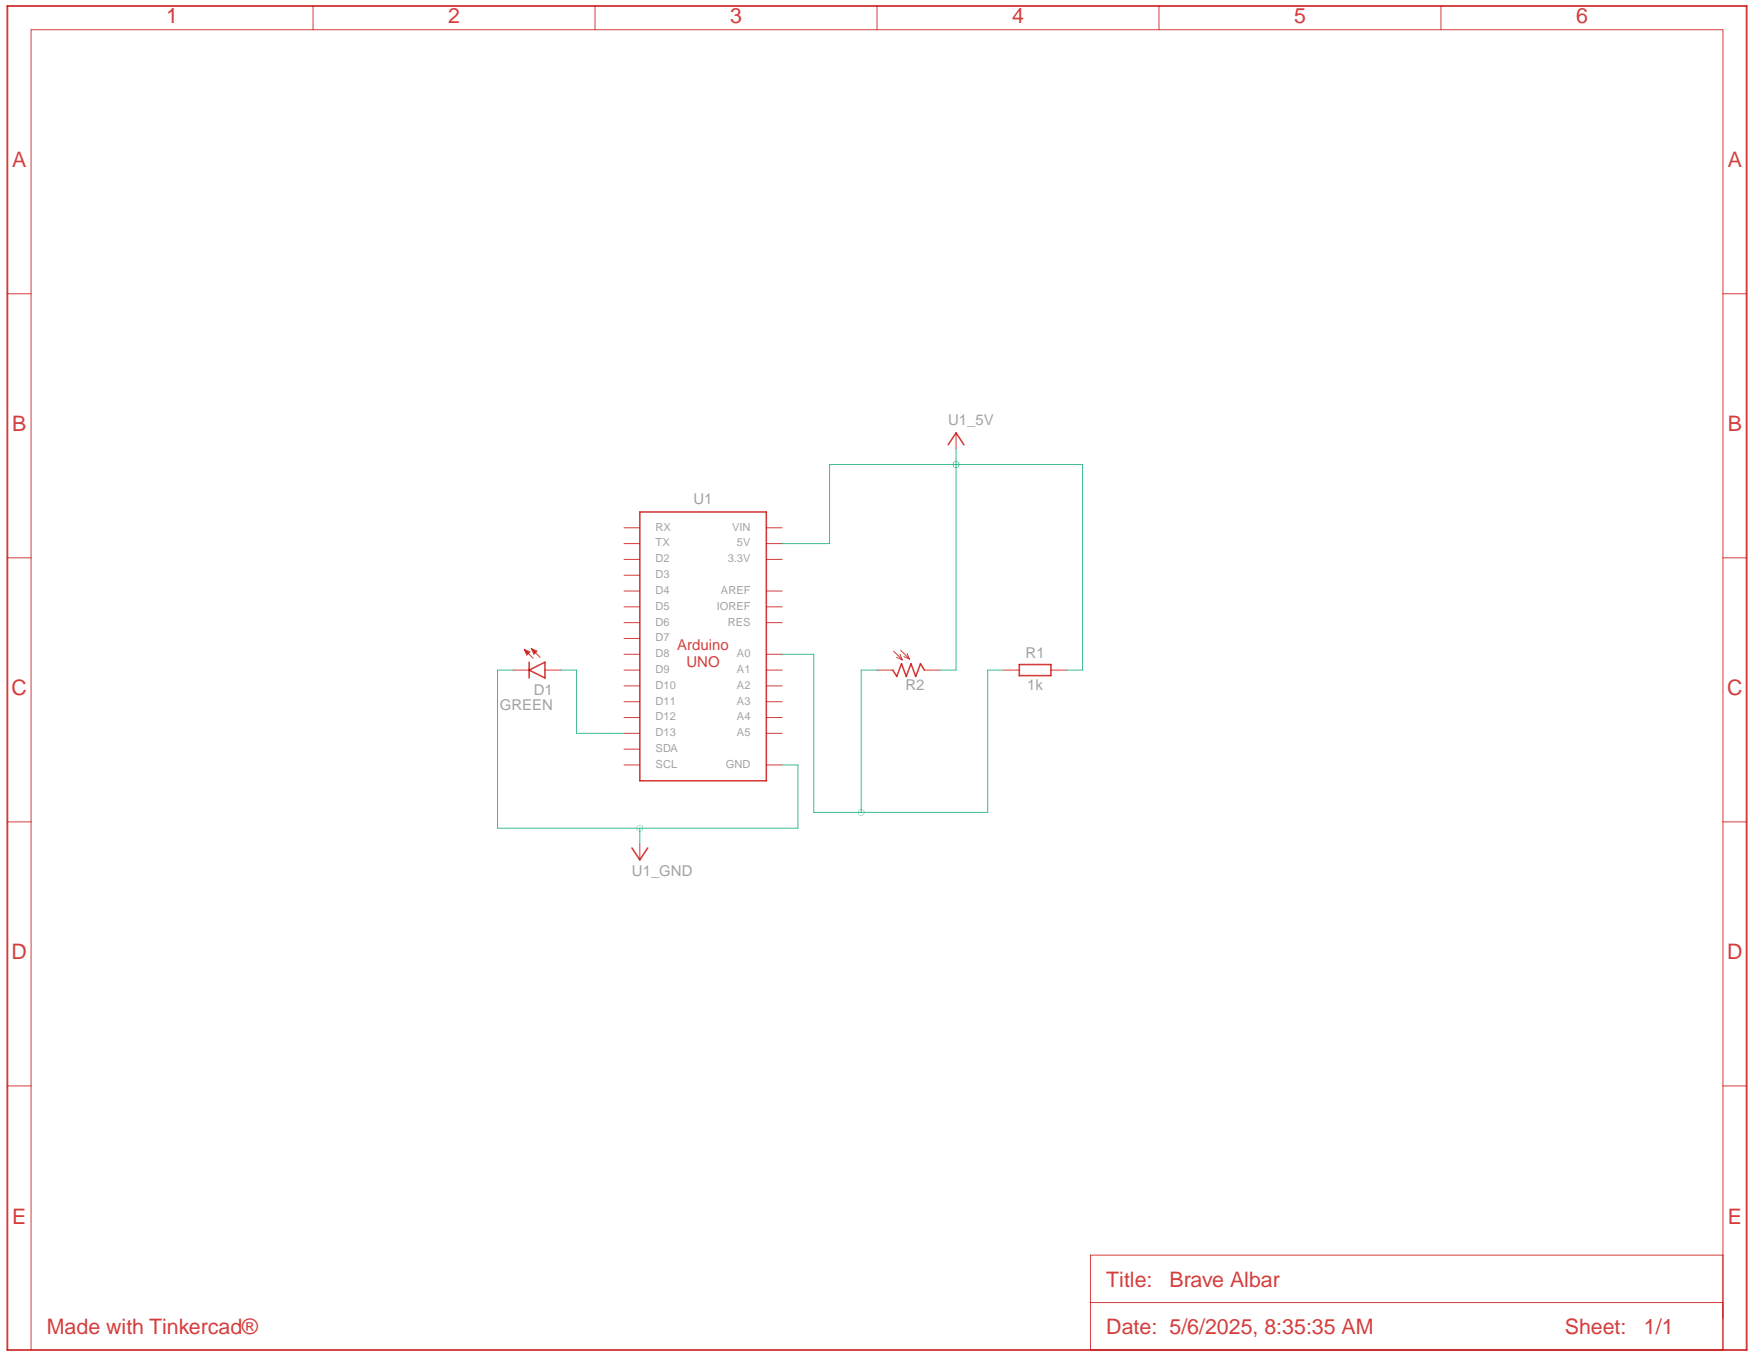 1 2 3 4 5 6
A A
B B
U1_5V
U1
RX VIN
TX 5V
D2 3.3V
D3
D4 AREF
D5 IOREF
D6 RES
D7
Arduino
D8 A0
UNO
D9 A1
D10 A2
D11 A3
D12 A4
D13 A5
SDA
SCL GND
D1
GREEN
R2
R1
1k
C C
U1_GND
D D
E E
Title: Brave Albar
Made with Tinkercad®
Date: 5/6/2025, 8:35:35 AM Sheet: 1/1